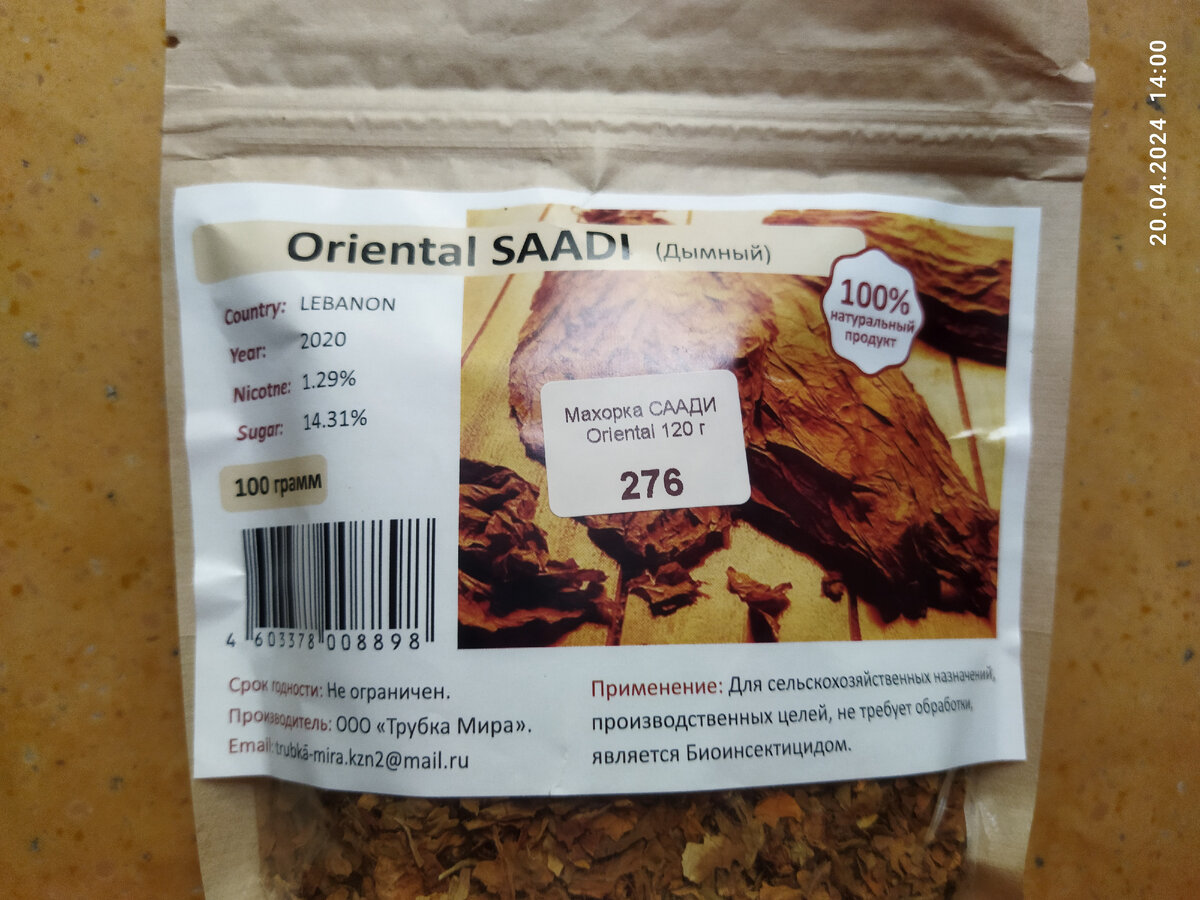 20.04.2024 14:00
Oriental SAADI (Дымный)
Country: LEBANON
Year: 2020
Nicotne: 1.29%
Sugar: 14.31%
100 грамм
100%
натуральный
продукт
Махорка СААДИ
Oriental 120 г
276
4 603378 008898
Срок годности: Не ограничен.
Производитель: ООО «Трубка Мира».
Email: trubka-mira.kzn2@mail.ru
Применение: Для сельскохозяйственных назначений,
производственных целей, не требует обработки,
является Биоинсектицидом.